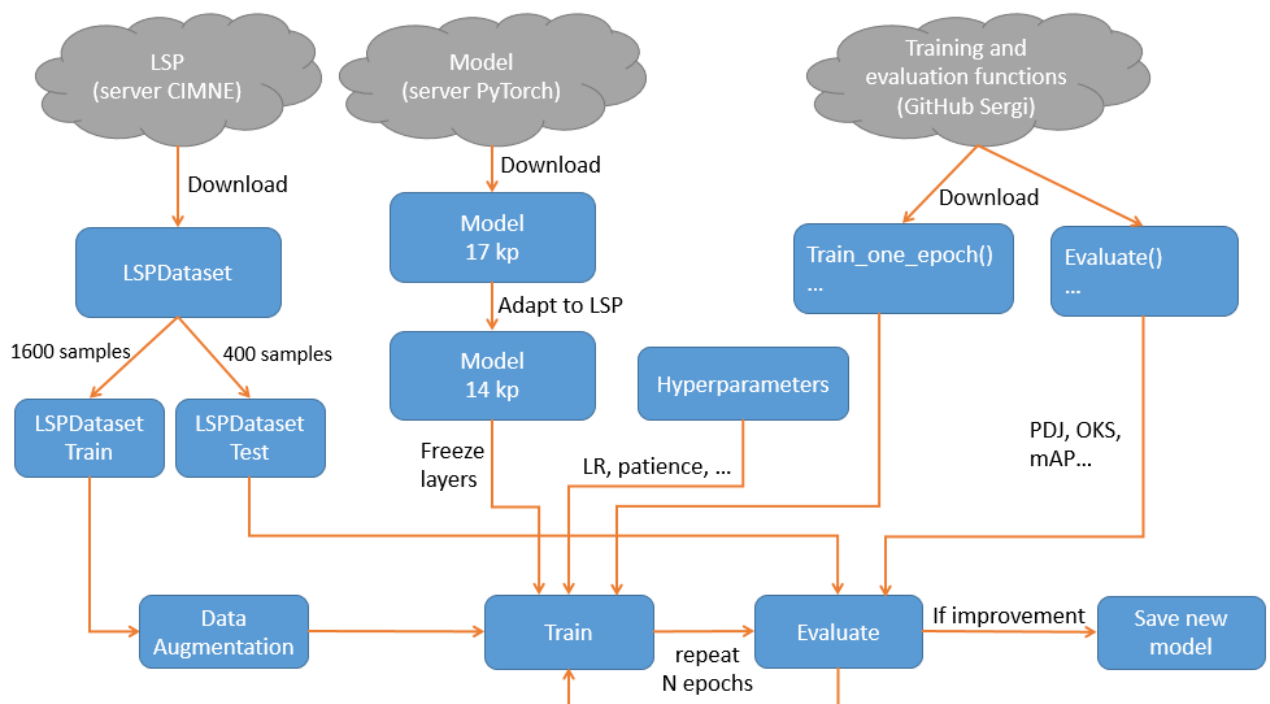 LSP
(server CIMNE)
Model
(server PyTorch)
Training and
evaluation functions
(GitHub Sergi)
Download
Download
Download
LSPDataset
Model
17 kp
Train_one_epoch()
...
Evaluate()
...
Adapt to LSP
1600 samples
400 samples
Model
14 kp
Hyperparameters
LSPDataset
Train
LSPDataset
Test
Freeze
layers
LR, patience, ...
PDJ, OKS,
mAP...
Data
Augmentation
Train
repeat
N epochs
Evaluate
If improvement
Save new
model